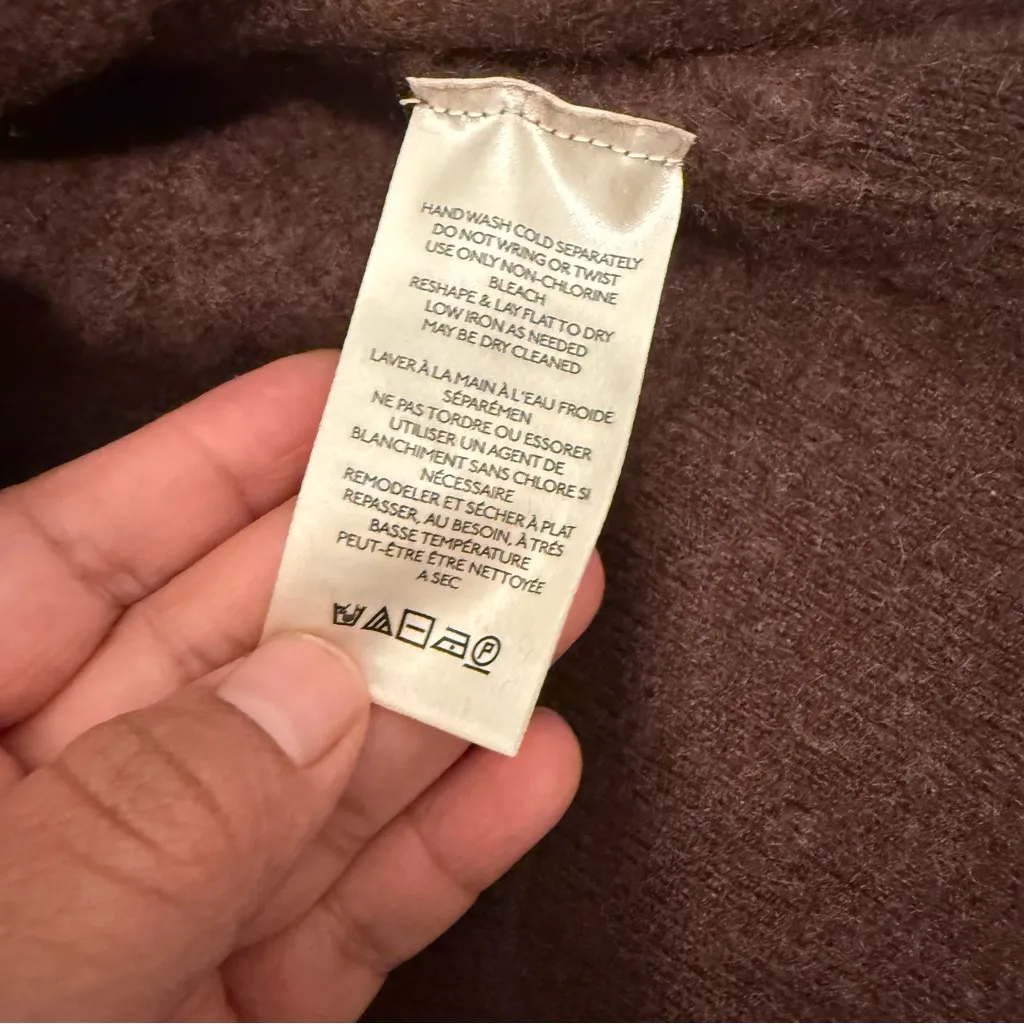 HAND WASH COLD SEPARATELY
DO NOT WRING OR TWIST
USE ONLY NON-CHLORINE
BLEACH
RESHAPE & LAY FLAT TO DRY
LOW IRON AS NEEDED
MAY BE DRY CLEANED
LAVER À LA MAIN À L'EAU FROIDE
SÉPARÉMEN
NE PAS TORDRE OU ESSORER
UTILISER UN AGENT DE
BLANCHIMENT SANS CHLORE SI
NÉCESSAIRE
REMODELER ET SÉCHER À PLAT
REPASSER, AU BESOIN, À TRÉS
BASSE TEMPÉRATURE
PEUT-ÊTRE ÊTRE NETTOYÉE
A SEC
P